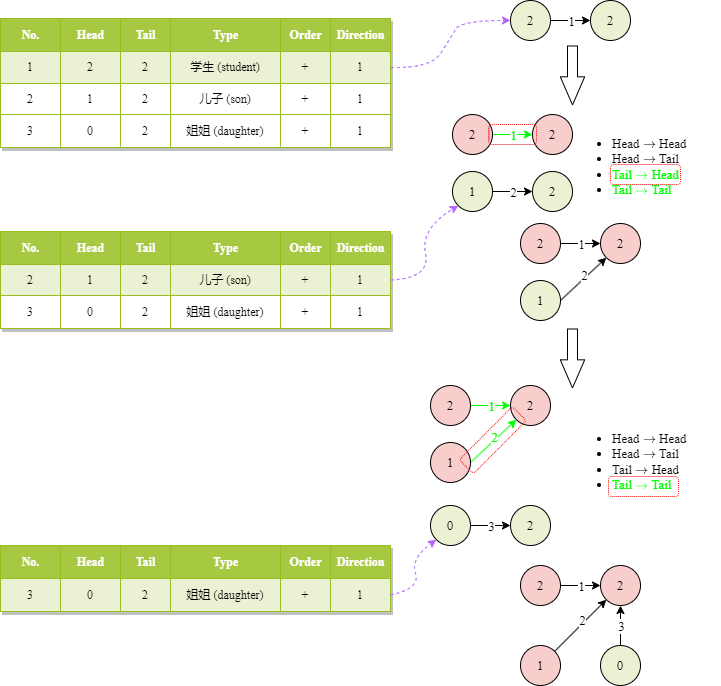 No. Head Tail Type Order Direction
1 2 2 学生 (student) + 1
2 1 2 儿子 (son) + 1
3 0 2 姐姐 (daughter) + 1
2 1 2
2 1 2
• Head → Head
• Head → Tail
• Tail → Head
• Tail → Tail
1 2 2
No. Head Tail Type Order Direction
2 1 2 儿子 (son) + 1
3 0 2 姐姐 (daughter) + 1
2 1 2
2
1
2 1 2
2
1
• Head → Head
• Head → Tail
• Tail → Head
• Tail → Tail
0 3 2
No. Head Tail Type Order Direction
3 0 2 姐姐 (daughter) + 1
2 1 2
2 3
1 0